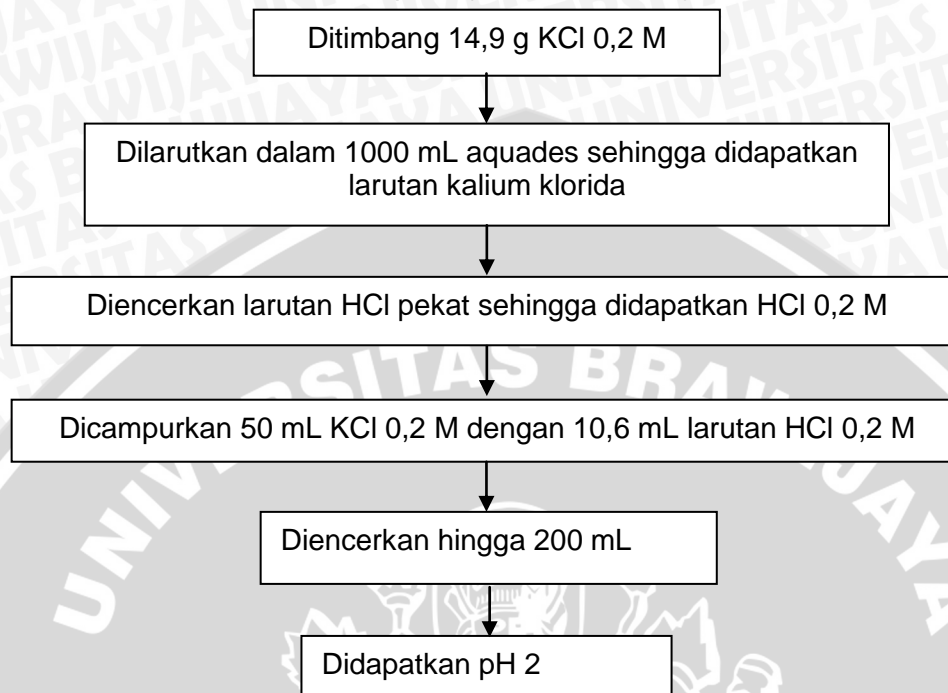 Ditimbang 14,9 g KCl 0,2 M
Dilarutkan dalam 1000 mL aquades sehingga didapatkan
larutan kalium klorida
Diencerkan larutan HCl pekat sehingga didapatkan HCl 0,2 M
Dicampurkan 50 mL KCl 0,2 M dengan 10,6 mL larutan HCl 0,2 M
Diencerkan hingga 200 mL
Didapatkan pH 2
UNIVERSITAS BRAWIJAYA